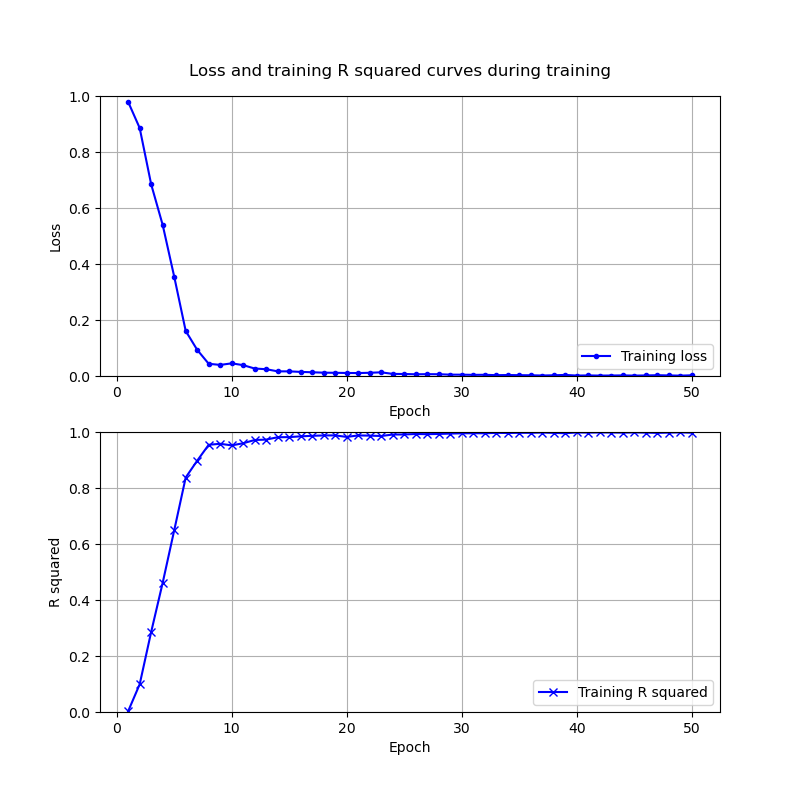 Loss and training R squared curves during training
1.0
0.8
0.6
0.4
0.2
0.0
Loss
Training loss
0 10 20 30 40 50
Epoch
1.0
0.8
0.6
0.4
0.2
0.0
R squared
Training R squared
0 10 20 30 40 50
Epoch